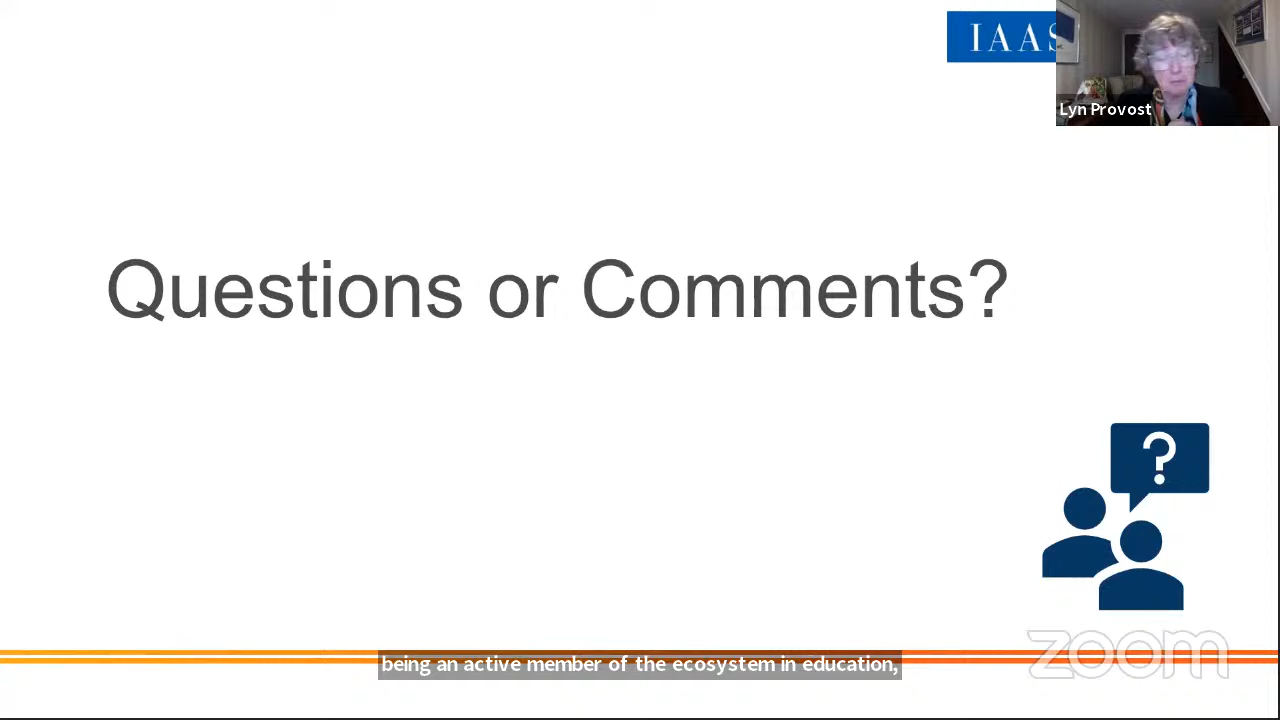 IAAS
Lyn Provost
Questions or Comments?
?
being an active member of the ecosystem in education,
zoom